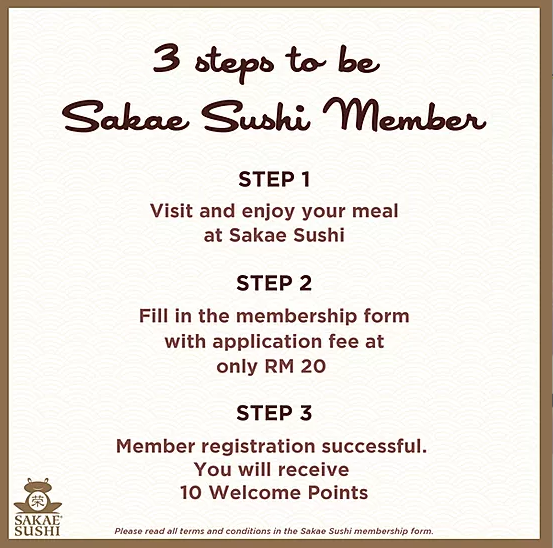 3 steps to be
Sakae Sushi Member
STEP 1
Visit and enjoy your meal
at Sakae Sushi
STEP 2
Fill in the membership form
with application fee at
only RM 20
STEP 3
Member registration successful.
You will receive
10 Welcome Points
荣
SAKAE®
SUSHI
Please read all terms and conditions in the Sakae Sushi membership form.